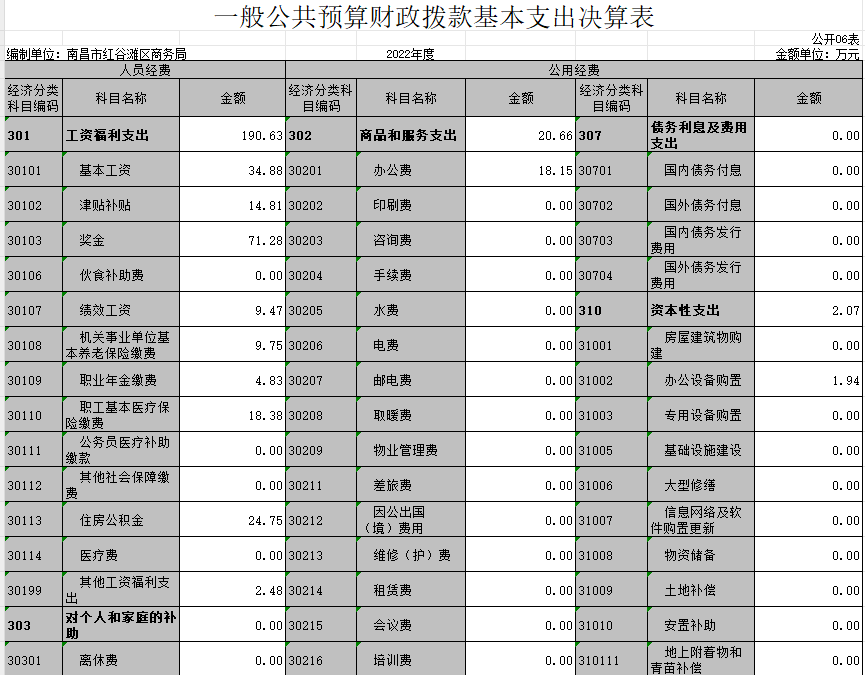 一般公共预算财政拨款基本支出决算表
公开06表
编制单位：南昌市红谷滩区商务局 2022年度 金额单位：万元
人员经费 公用经费
经济分类科目编码 科目名称 金额 经济分类科目编码 科目名称 金额 经济分类科目编码 科目名称 金额
301 工资福利支出 190.63 302 商品和服务支出 20.66 307 债务利息及费用支出 0.00
30101 基本工资 34.88 30201 办公费 18.15 30701 国内债务付息 0.00
30102 津贴补贴 14.81 30202 印刷费 0.00 30702 国外债务付息 0.00
30103 奖金 71.28 30203 咨询费 0.00 30703 国内债务发行费用 0.00
30106 伙食补助费 0.00 30204 手续费 0.00 30704 国外债务发行费用 0.00
30107 绩效工资 9.47 30205 水费 0.00 310 资本性支出 2.07
30108 机关事业单位基本养老保险缴费 9.75 30206 电费 0.00 31001 房屋建筑物购建 0.00
30109 职业年金缴费 4.83 30207 邮电费 0.00 31002 办公设备购置 1.94
30110 职工基本医疗保险缴费 18.38 30208 取暖费 0.00 31003 专用设备购置 0.00
30111 公务员医疗补助缴款 0.00 30209 物业管理费 0.00 31005 基础设施建设 0.00
30112 其他社会保障缴费 0.00 30211 差旅费 0.00 31006 大型修缮 0.00
30113 住房公积金 24.75 30212 因公出国（境）费用 0.00 31007 信息网络及软件购置更新 0.00
30114 医疗费 0.00 30213 维修（护）费 0.00 31008 物资储备 0.00
30199 其他工资福利支出 2.48 30214 租赁费 0.00 31009 土地补偿 0.00
303 对个人和家庭的补助 0.00 30215 会议费 0.00 31010 安置补助 0.00
30301 离休费 0.00 30216 培训费 0.00 310111 地上附着物和青苗补偿 0.00